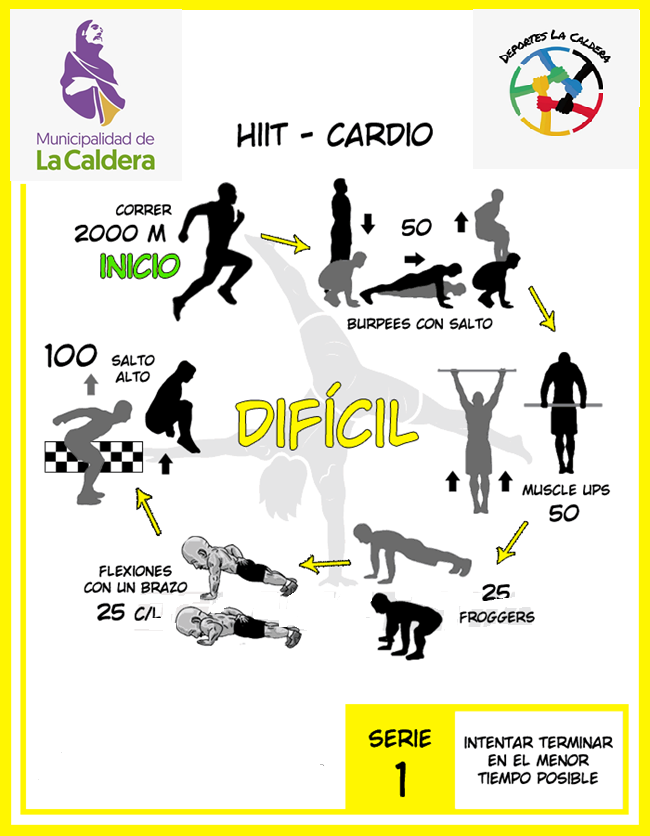 Municipalidad de
La Caldera
DEPORTES LA CALDERA
HIIT - CARDIO
CORRER
2000 M
INICIO
50
BURPEES CON SALTO
MUSCLE UPS
50
25
FROGGERS
FLEXIONES
CON UN BRAZO
25 C/L
100 SALTO
ALTO
DIFÍCIL
SERIE
1
INTENTAR TERMINAR
EN EL MENOR
TIEMPO POSIBLE